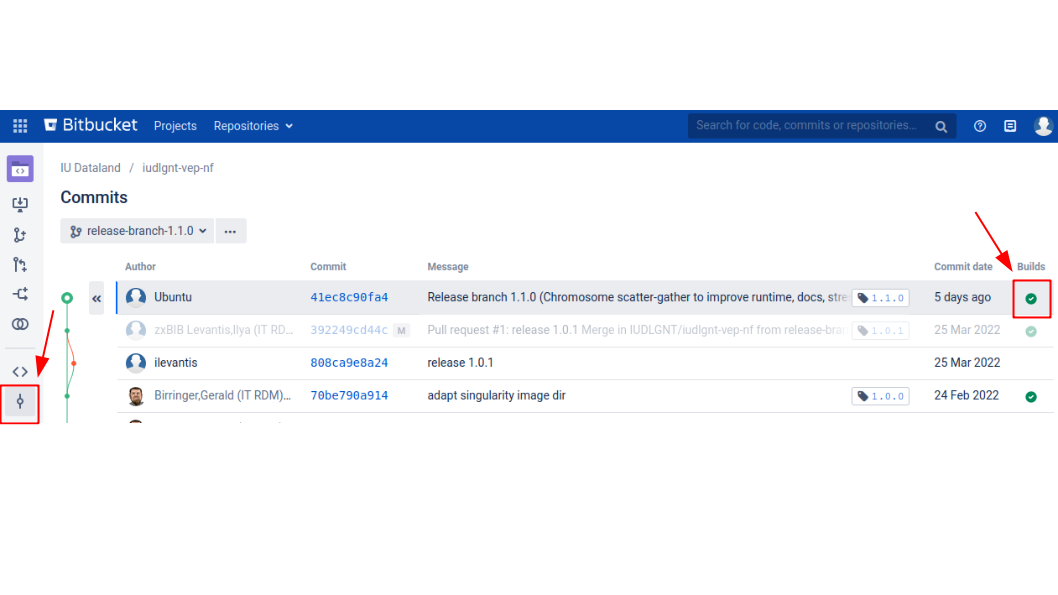 Bitbucket Projects Repositories Search for code, commits or repositories...
IU Dataland / iudlgnt-vep-nf
Commits
release-branch-1.1.0 ...
Author Commit Message Commit date Builds
Ubuntu 41ec8c90fa4 Release branch 1.1.0 (Chromosome scatter-gather to improve runtime, docs, stre 1.1.0 5 days ago
zxBIB Levantis,Ilya (IT RD... 392249cd44c M Pull request #1: release 1.0.1 Merge in IUDLGNT/iudlgnt-vep-nf from release-bran 1.0.1 25 Mar 2022
ilevantis 808ca9e8a24 release 1.0.1 25 Mar 2022
Birringer,Gerald (IT RDM)... 70be790a914 adapt singularity image dir 1.0.0 24 Feb 2022